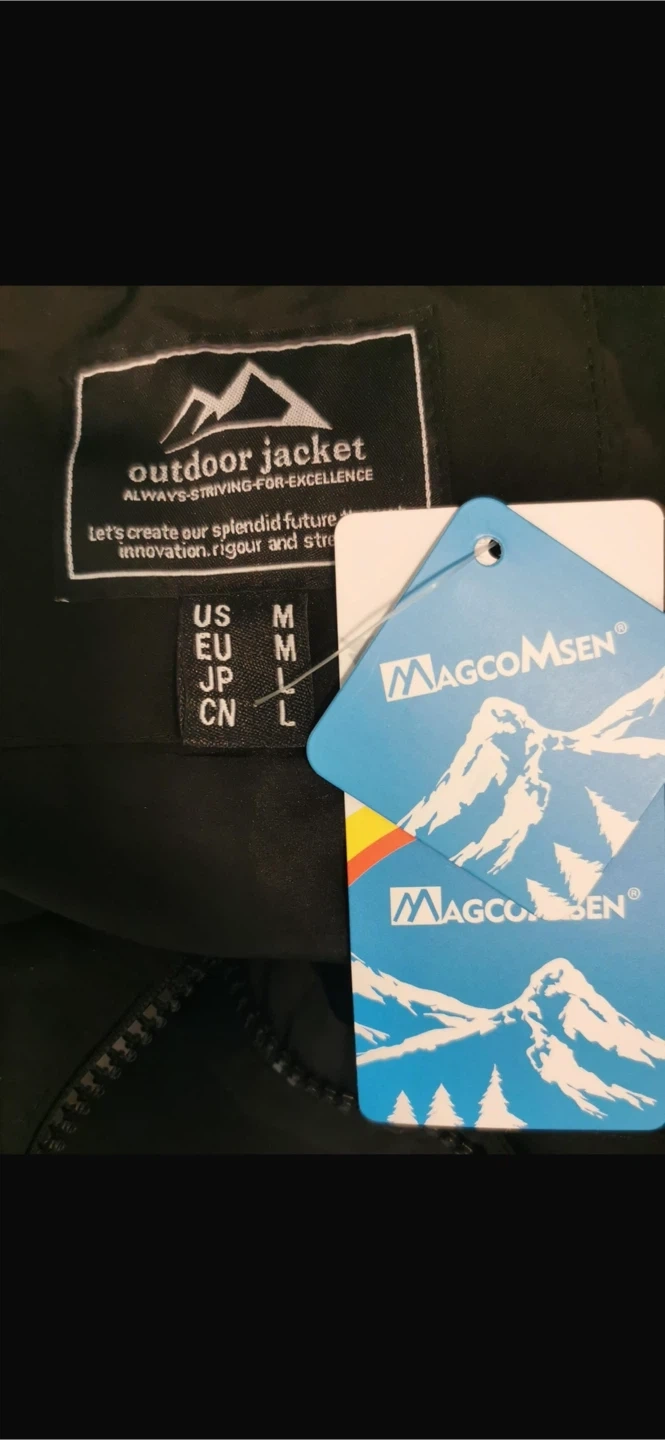 outdoor jacket
ALWAYS-STRIVING-FOR-EXCELLENCE
Let's create our splendid future
innovation.rigour and
US M
EU M
JP L
CN L
MAGCOMSEN®
MAGCOMSEN®